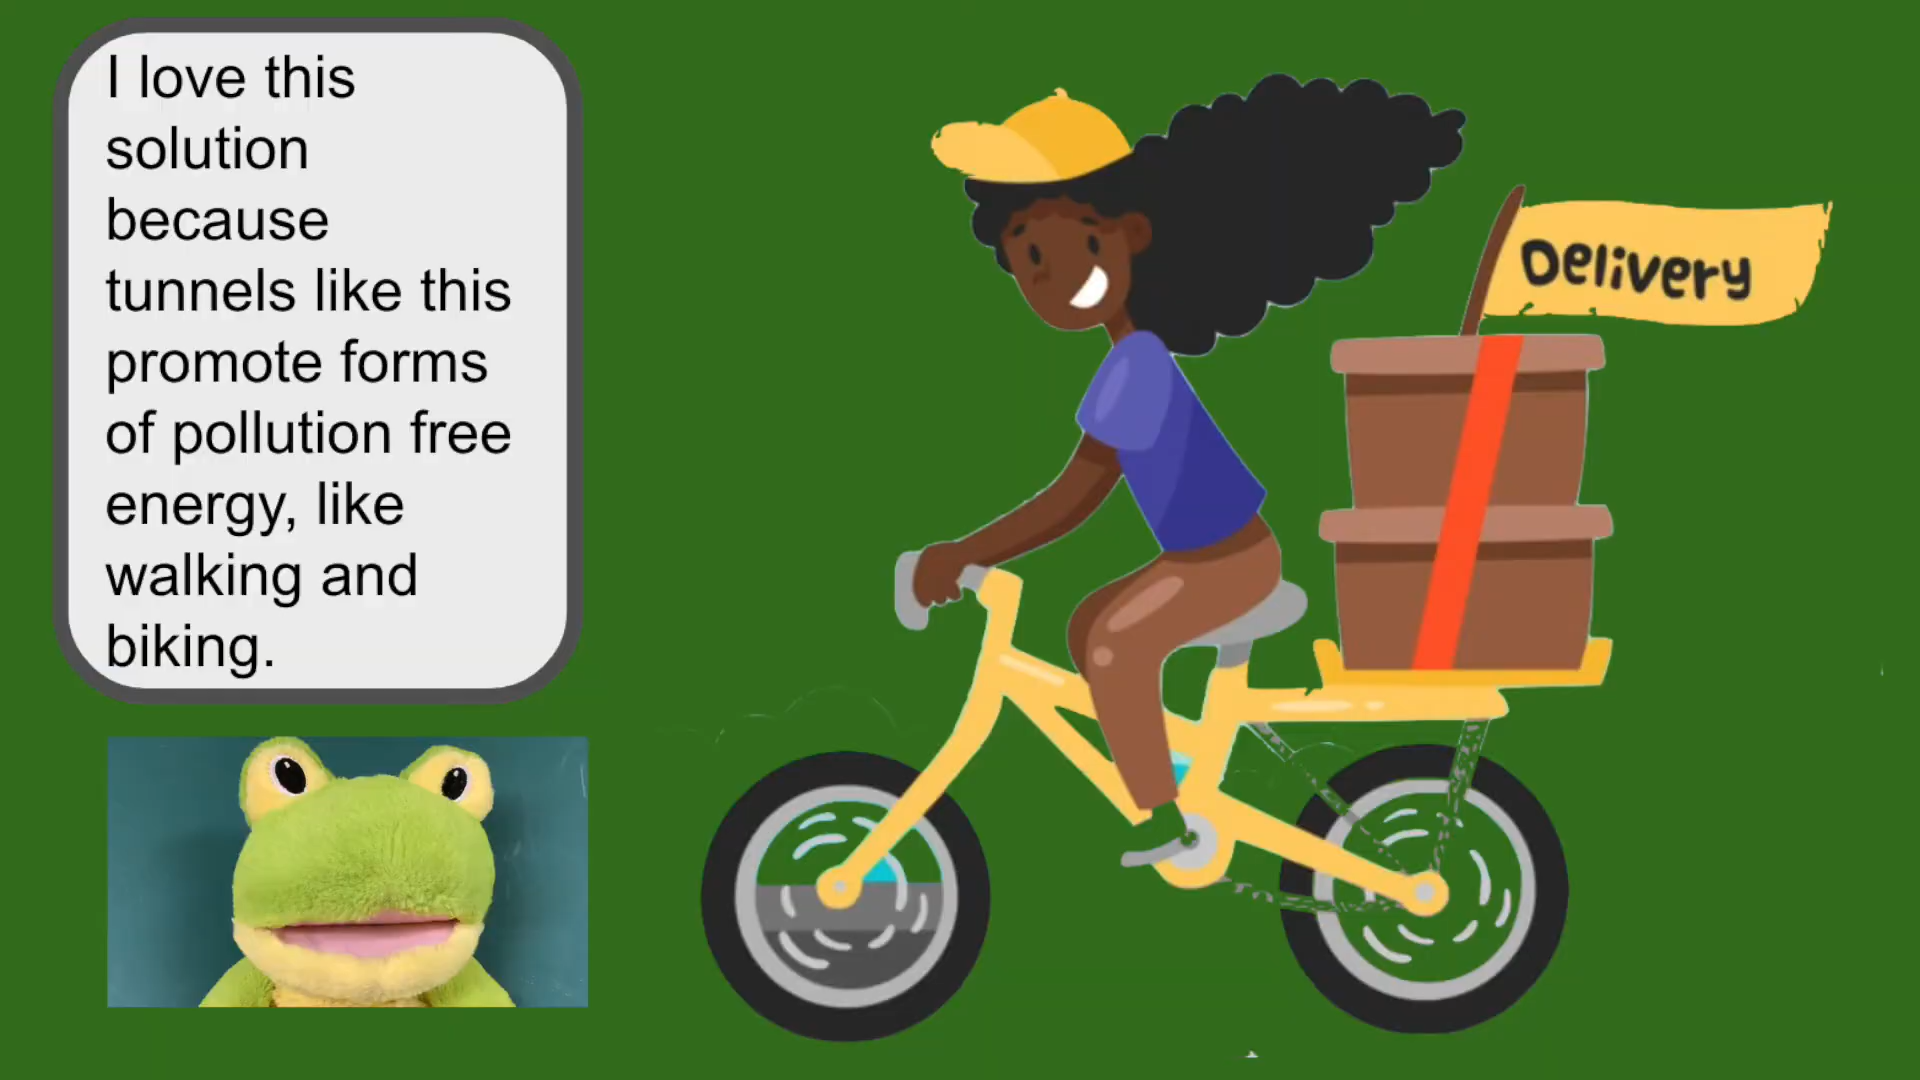 I love this
solution
because
tunnels like this
promote forms
of pollution free
energy, like
walking and
biking.
Delivery